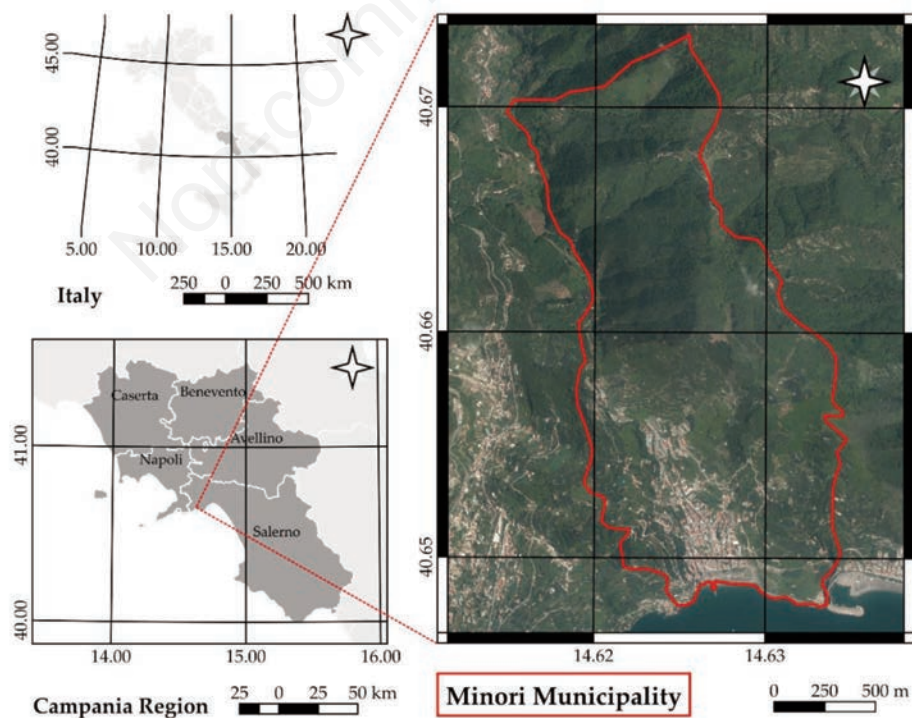 45.00
40.00
5.00 10.00 15.00 20.00
250 0 250 500 km
Italy
Caserta
Benevento
Avellino
Napoli
Salerno
41.00
40.00
14.00 15.00 16.00
Campania Region
25 0 25 50 km
40.67
40.66
40.65
14.62 14.63
Minori Municipality
0 250 500 m
Non-comm